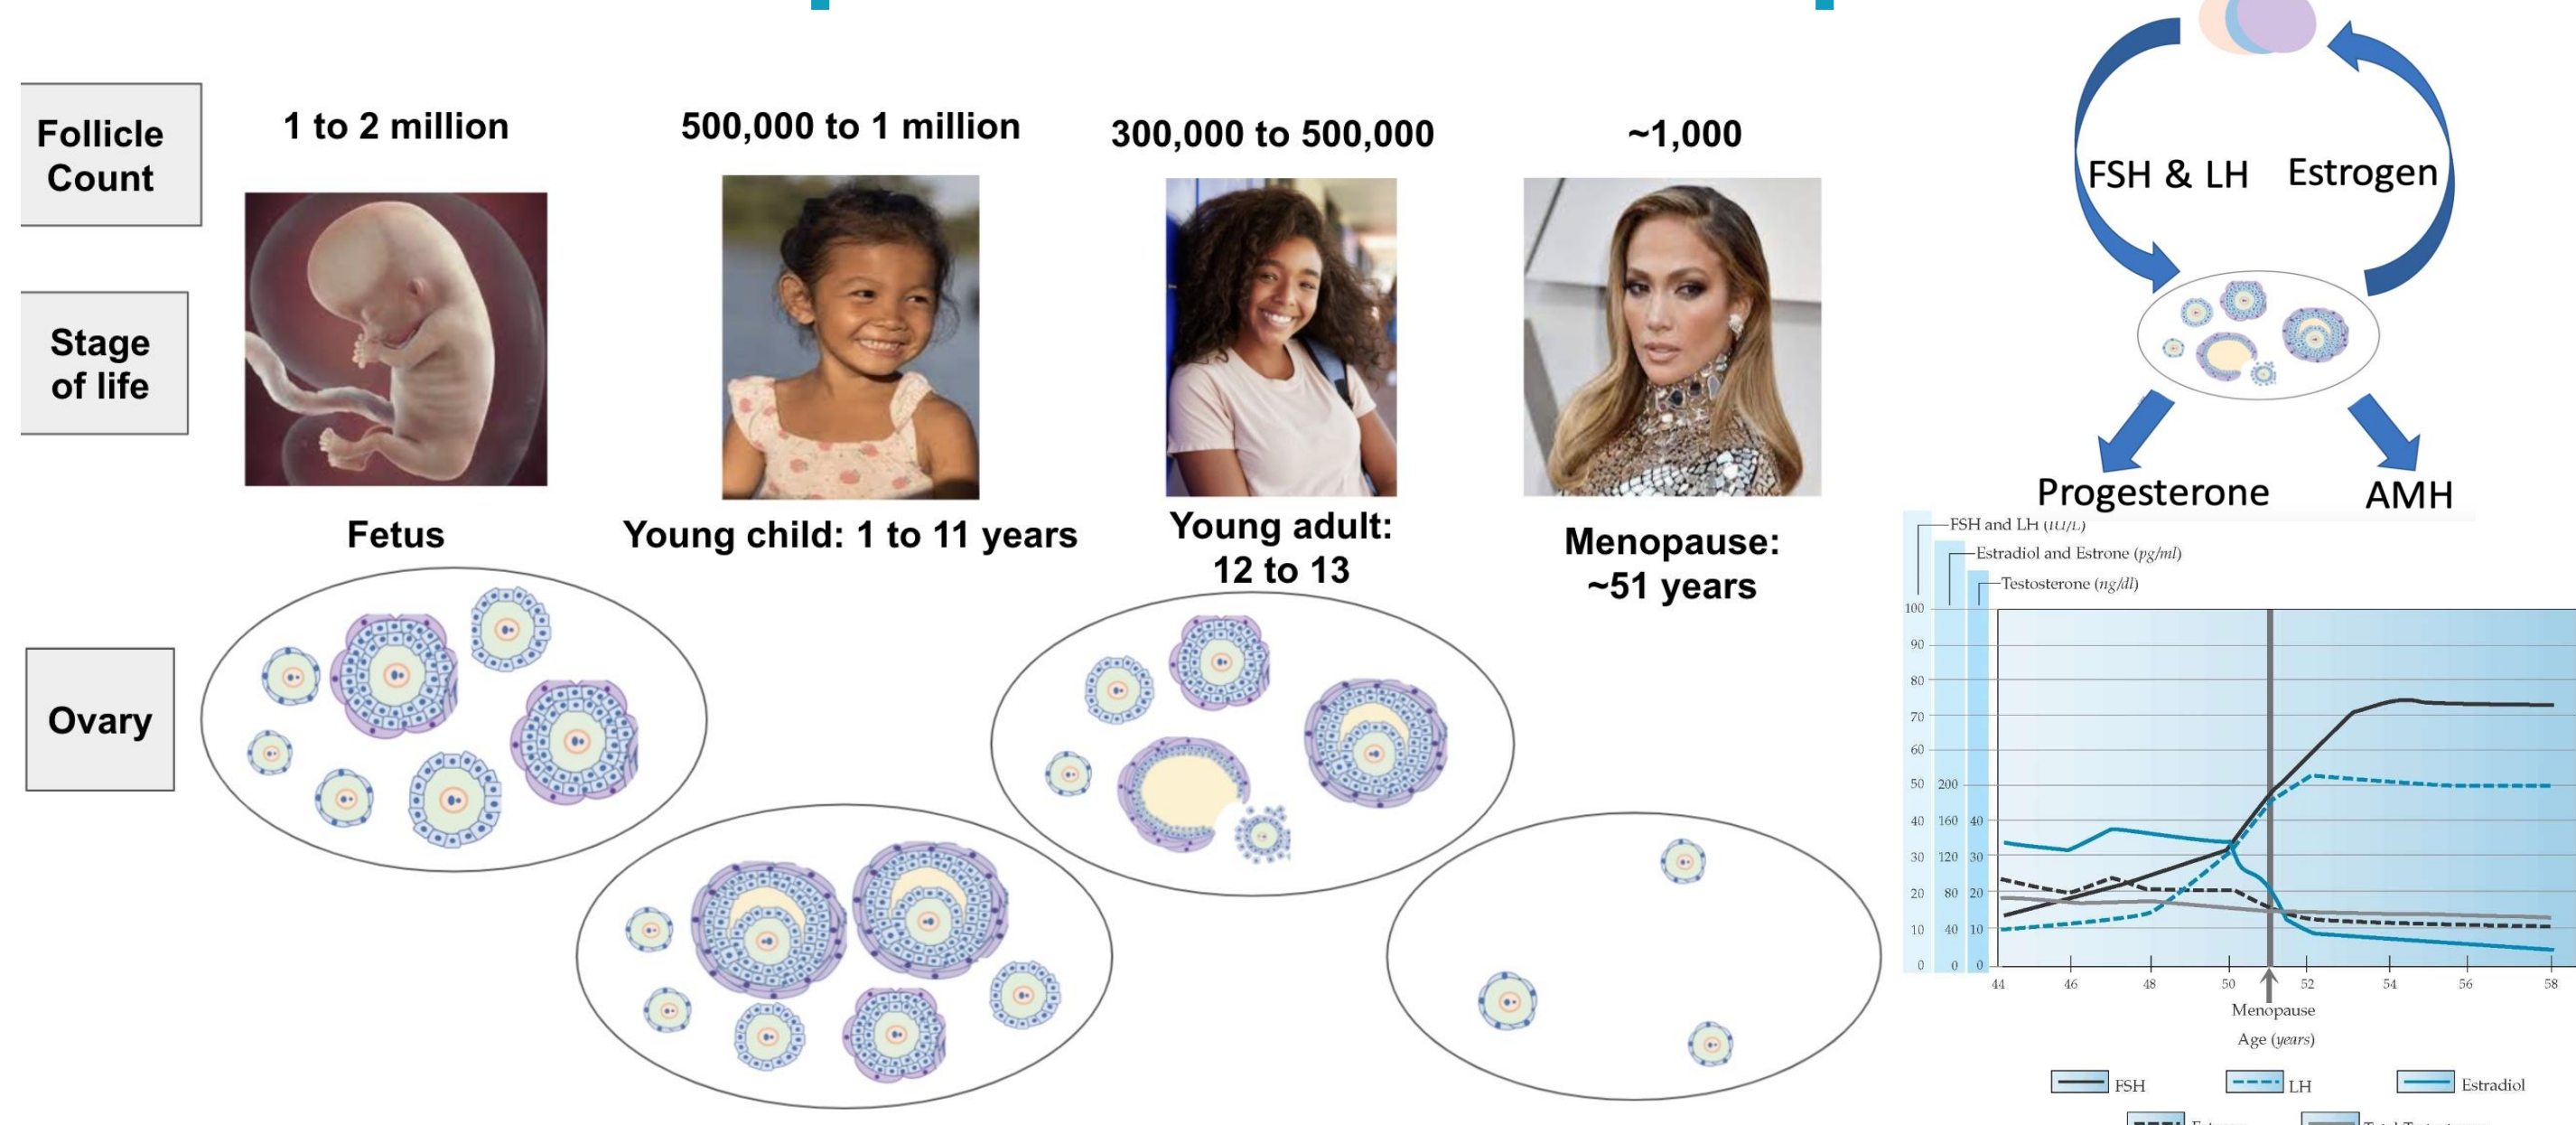 Follicle
Count
1 to 2 million
500,000 to 1 million
300,000 to 500,000
~1,000
Stage
of life
Fetus
Young child: 1 to 11 years
Young adult:
12 to 13
Menopause:
~51 years
Ovary
FSH & LH
Estrogen
Progesterone
AMH
FSH and LH (IU/L)
Estradiol and Estrone (pg/ml)
Testosterone (ng/dl)
100
90
80
70
60
50 200
40 160 40
30 120 30
20 80 20
10 40 10
0 0 0
44 46 48 50 52 54 56 58
Menopause
Age (years)
FSH
LH
Estradiol